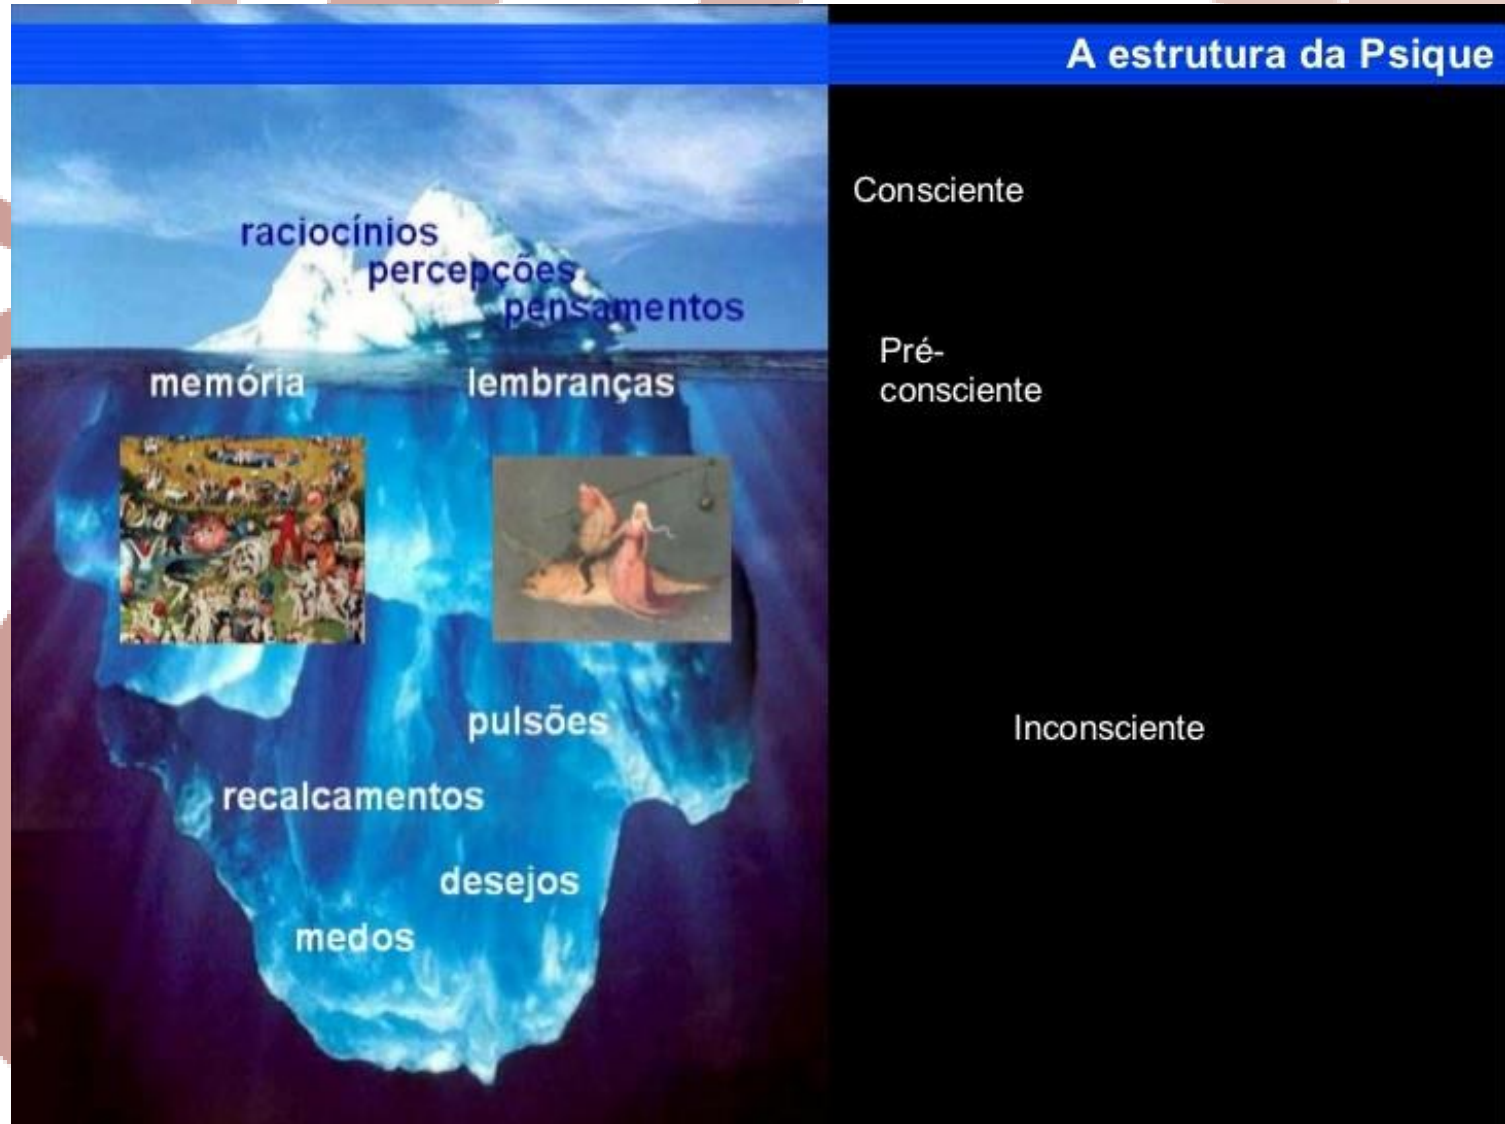 A estrutura da Psique
Consciente
raciocínios
percepções
pensamentos
Pré-
consciente
memória lembranças
pulsões
Inconsciente
recalcamentos
desejos
medos